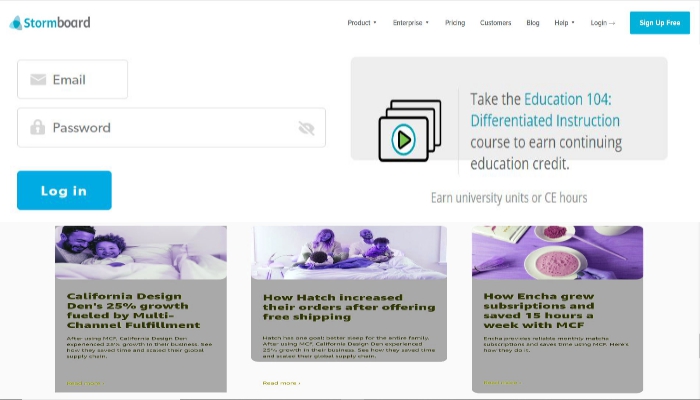 Stormboard
Product Enterprise Pricing Customers Blog Help Login → Sign Up Free
Email
Password
Log in
Take the Education 104:
Differentiated Instruction
course to earn continuing
education credit.
Earn university units or CE hours
California Design
Den's 25% growth
fueled by Multi-
Channel Fulfillment
After using MCF, California Design Den
experienced 25% growth in their business. See
how they saved time and scaled their global
supply chain.
Read more ›
How Hatch increased
their orders after offering
free shipping
Hatch has one goal: better sleep for the entire family.
After using MCF, California Design Den experienced
25% growth in their business. See how they saved time
and scaled their global supply chain.
Read more ›
How Encha grew
subsriptions and
saved 15 hours a
week with MCF
Encha provides reliable monthly matcha
subscriptions and saves time using MCF. Here's
how they do it.
Read more ›